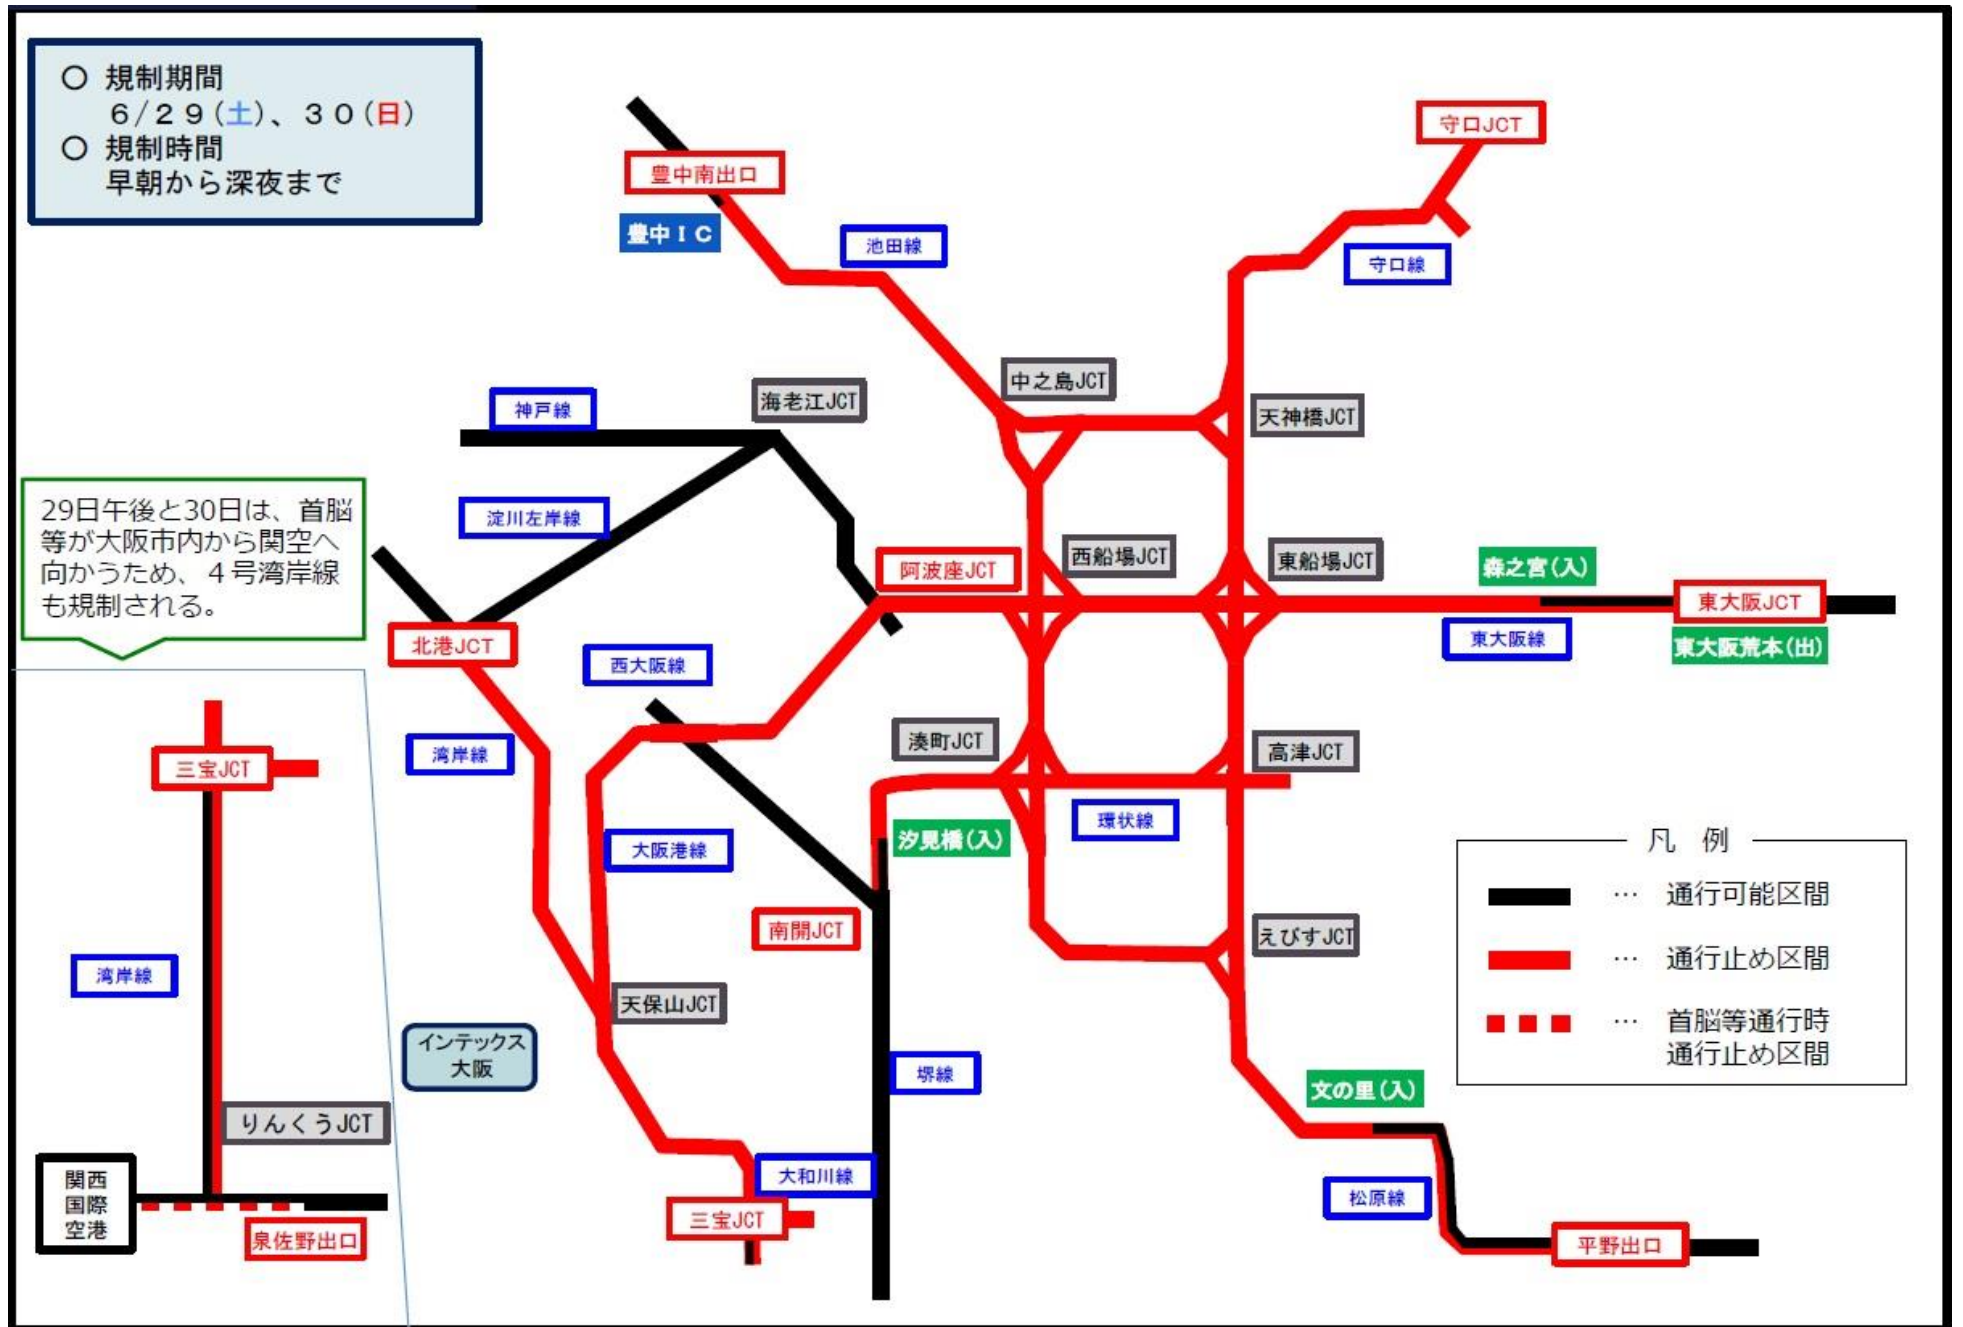 ○ 規制期間
6/29(土)、30(日)
○ 規制時間
早朝から深夜まで
守口JCT
豊中南出口
豊中IC
池田線
守口線
中之島JCT
海老江JCT
神戸線
天神橋JCT
29日午後と30日は、首脳
等が大阪市内から関空へ
向かうため、4号湾岸線
も規制される。
淀川左岸線
阿波座JCT
西船場JCT
東船場JCT
森之宮(入)
東大阪JCT
北港JCT
西大阪線
東大阪線
東大阪荒本(出)
三宝JCT
湾岸線
湊町JCT
高津JCT
環状線
汐見橋(入)
大阪港線
南開JCT
えびすJCT
凡 例
… 通行可能区間
… 通行止め区間
… 首脳等通行時
通行止め区間
湾岸線
天保山JCT
インテックス
大阪
堺線
文の里(入)
りんくうJCT
関西
国際
空港
泉佐野出口
大和川線
三宝JCT
松原線
平野出口